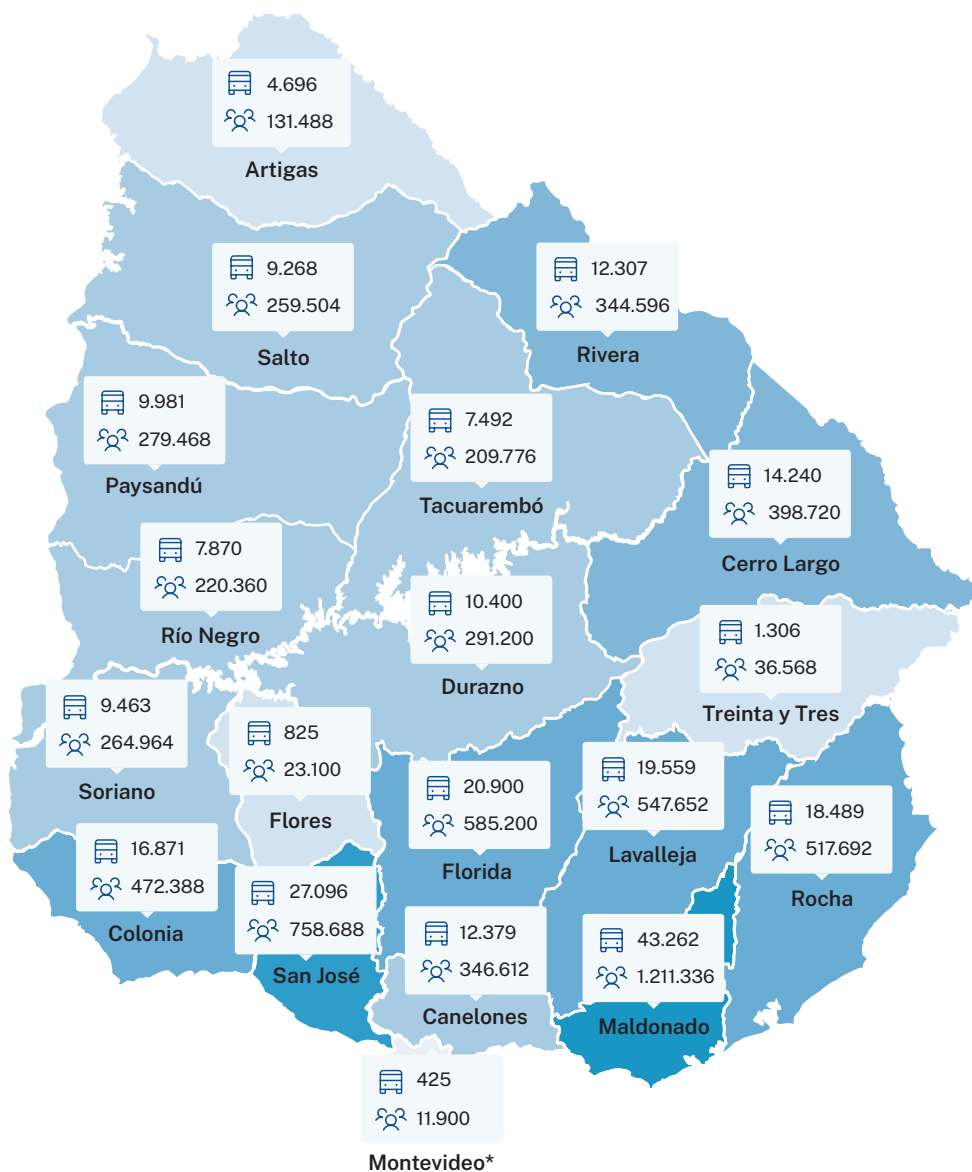 4.696
131.488
Artigas
9.268
259.504
Salto
12.307
344.596
Rivera
9.981
279.468
Paysandú
7.492
209.776
Tacuarembó
14.240
398.720
Cerro Largo
7.870
220.360
Río Negro
10.400
291.200
Durazno
1.306
36.568
Treinta y Tres
9.463
264.964
Soriano
825
23.100
Flores
20.900
585.200
Florida
19.559
547.652
Lavalleja
18.489
517.692
Rocha
16.871
472.388
Colonia
27.096
758.688
San José
12.379
346.612
Canelones
43.262
1.211.336
Maldonado
425
11.900
Montevideo*